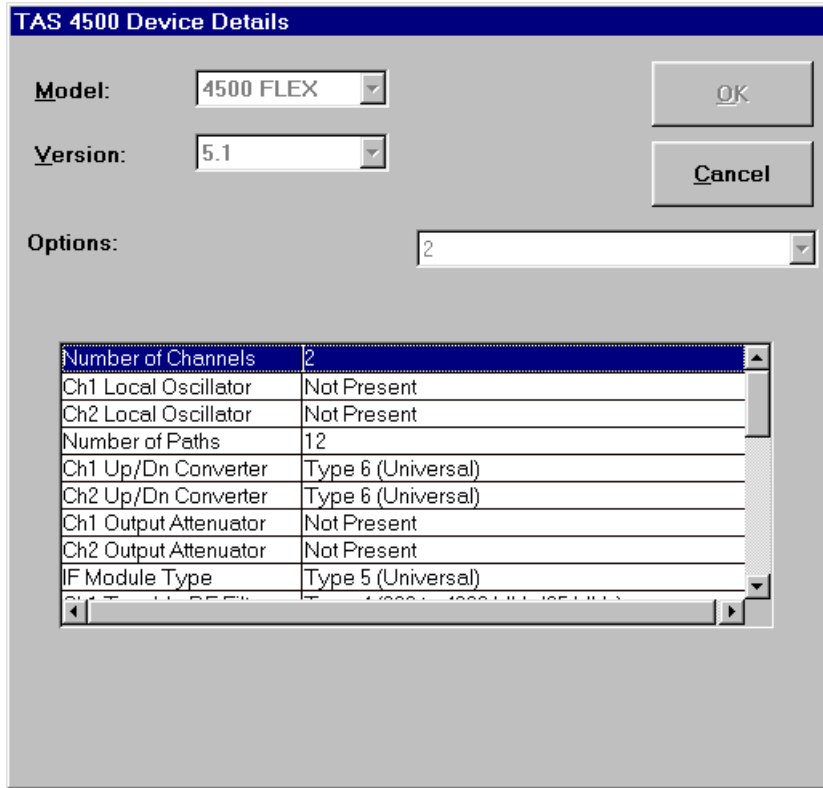 TAS 4500 Device Details
Model: 4500 FLEX OK
Version: 5.1
Cancel
Options: 2
Number of Channels 2
Ch1 Local Oscillator Not Present
Ch2 Local Oscillator Not Present
Number of Paths 12
Ch1 Up/Dn Converter Type 6 (Universal)
Ch2 Up/Dn Converter Type 6 (Universal)
Ch1 Output Attenuator Not Present
Ch2 Output Attenuator Not Present
IF Module Type Type 5 (Universal)